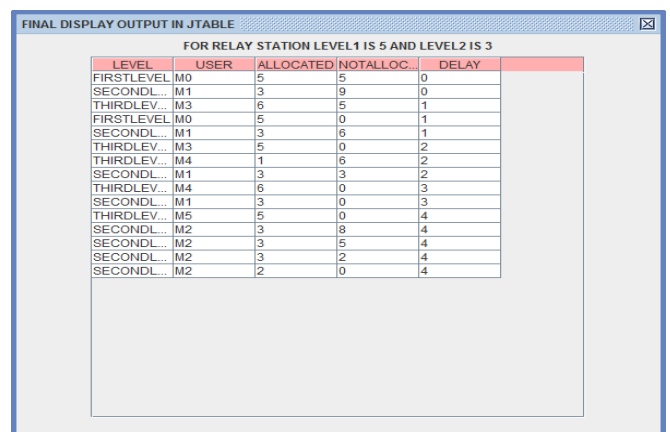 FINAL DISPLAY OUTPUT IN JTABLE
FOR RELAY STATION LEVEL1 IS 5 AND LEVEL2 IS 3
LEVEL USER ALLOCATED NOTALLOC... DELAY
FIRSTLEVEL M0 5 5 0
SECONDL... M1 3 9 0
THIRDLEV... M3 6 5 1
FIRSTLEVEL M0 5 0 1
SECONDL... M1 3 6 1
THIRDLEV... M3 5 0 2
THIRDLEV... M4 1 6 2
SECONDL... M1 3 3 2
THIRDLEV... M4 6 0 3
SECONDL... M1 3 0 3
THIRDLEV... M5 5 0 4
SECONDL... M2 3 8 4
SECONDL... M2 3 5 4
SECONDL... M2 3 2 4
SECONDL... M2 2 0 4